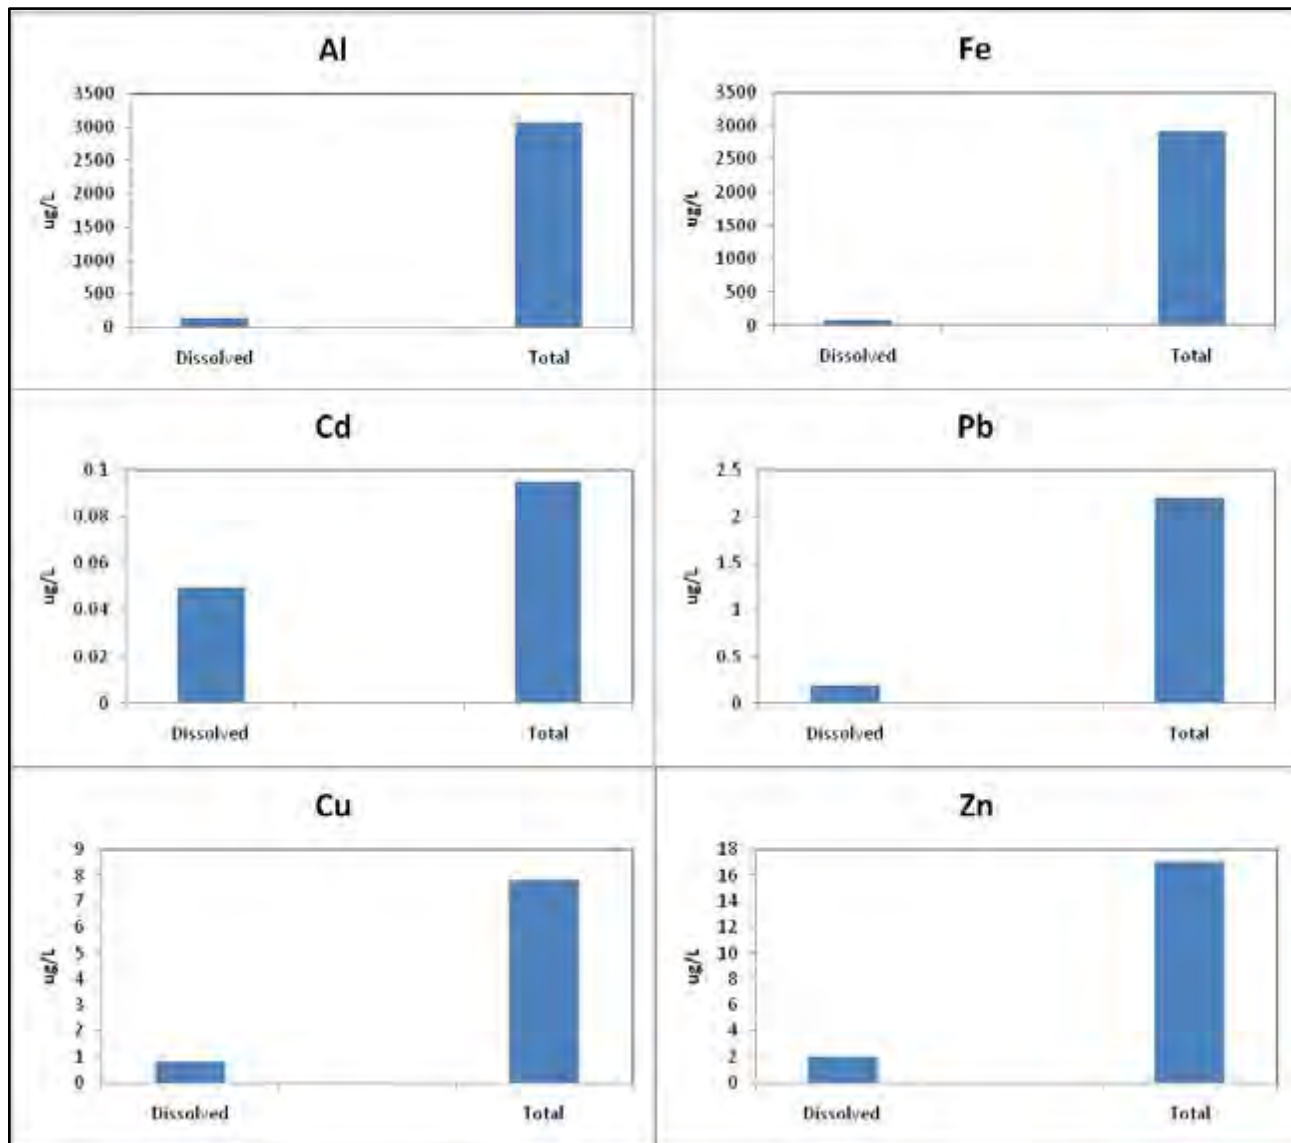 Al
3500
3000
2500
2000
1500
1000
500
0
ug/L
Dissolved Total
Fe
3500
3000
2500
2000
1500
1000
500
0
ug/L
Dissolved Total
Cd
0.1
0.08
0.06
0.04
0.02
0
ug/L
Dissolved Total
Pb
2.5
2
1.5
1
0.5
0
ug/L
Dissolved Total
Cu
9
8
7
6
5
4
3
2
1
0
ug/L
Dissolved Total
Zn
18
16
14
12
10
8
6
4
2
0
ug/L
Dissolved Total